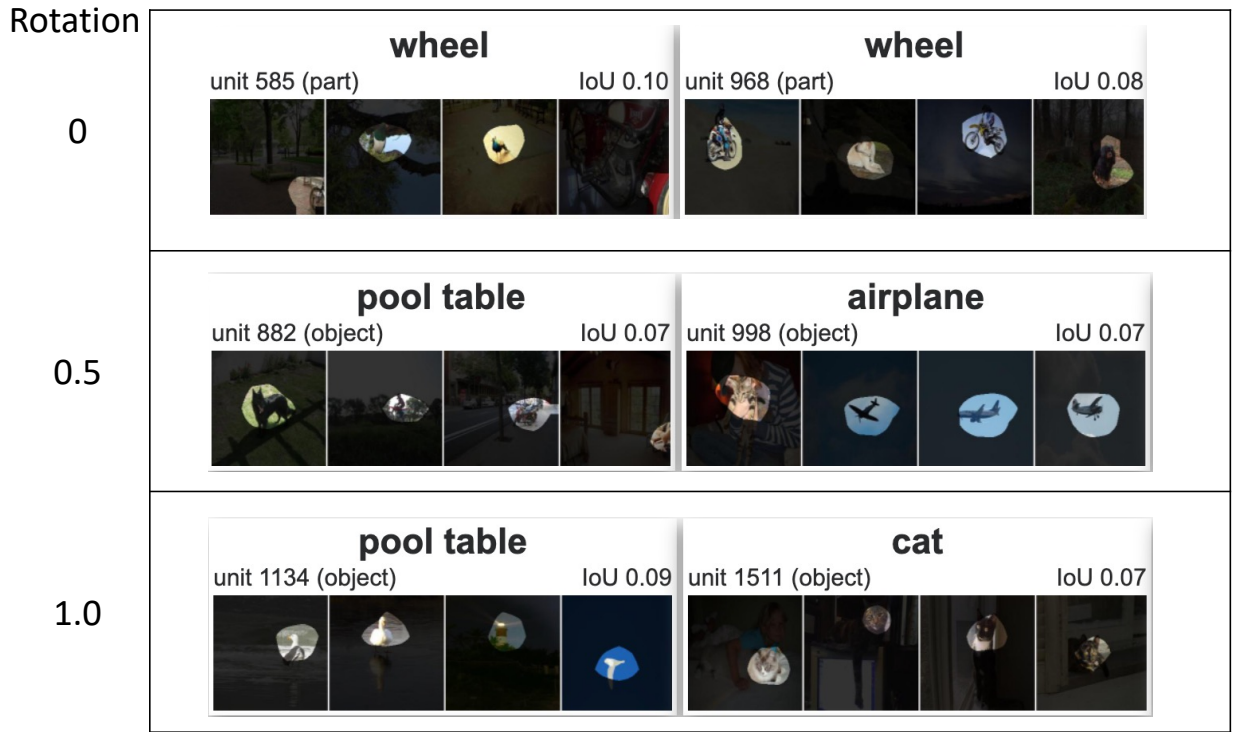 Rotation
wheel wheel
unit 585 (part) IoU 0.10 unit 968 (part) IoU 0.08
0
pool table airplane
unit 882 (object) IoU 0.07 unit 998 (object) IoU 0.07
0.5
pool table cat
unit 1134 (object) IoU 0.09 unit 1511 (object) IoU 0.07
1.0